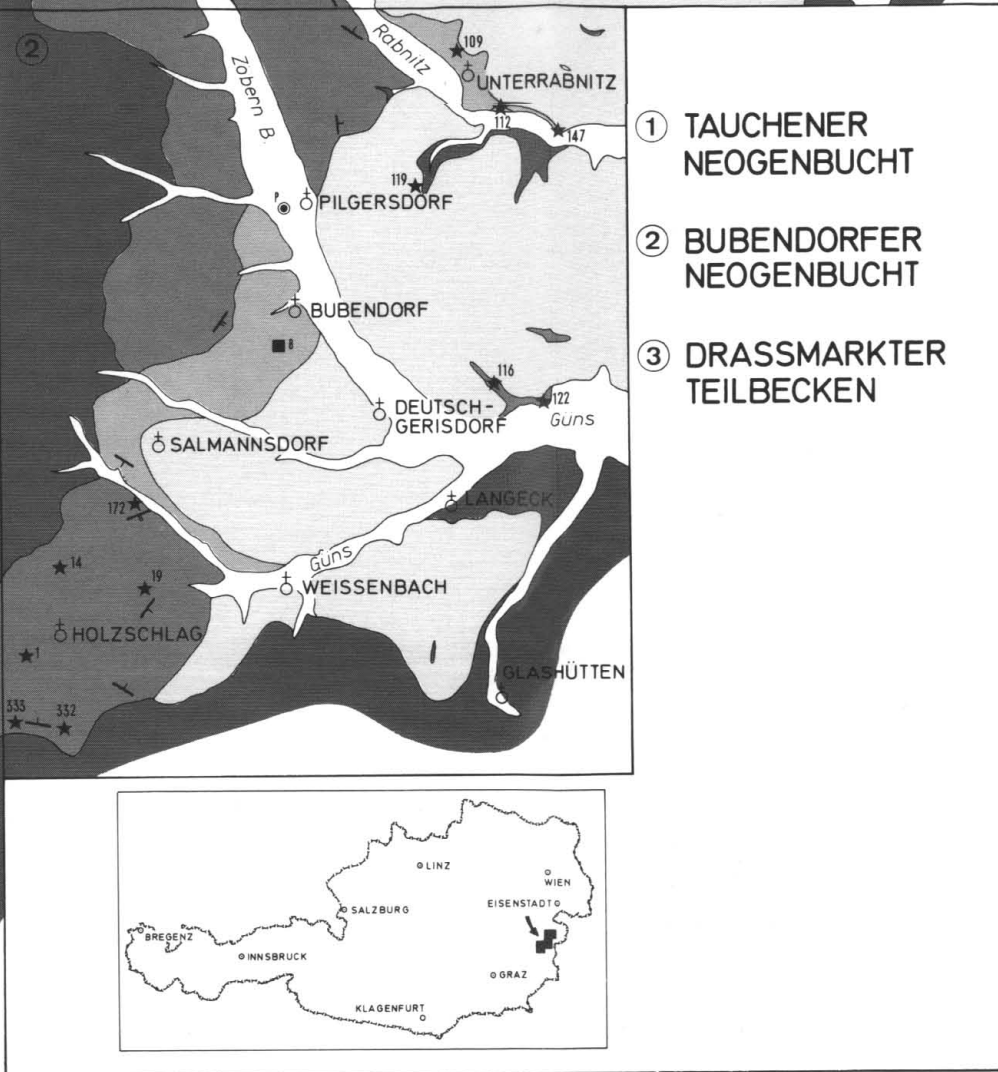 ②
Zobern B.
Rabnitz
109
UNTERRABNITZ
112
147
119
P
PILGERSDORF
BUBENDORF
8
116
122
DEUTSCH-
GERISDORF
Güns
SALMANNSDORF
LANGECK
172
Güns
14
19
WEISSENBACH
HOLZSCHLAG
1
GLASHÜTTEN
333
332
① TAUCHENER
NEOGENBUCHT
② BUBENDORFER
NEOGENBUCHT
③ DRASSMARKTER
TEILBECKEN
LINZ
WIEN
EISENSTADT
SALZBURG
BREGENZ
INNSBRUCK
GRAZ
KLAGENFURT